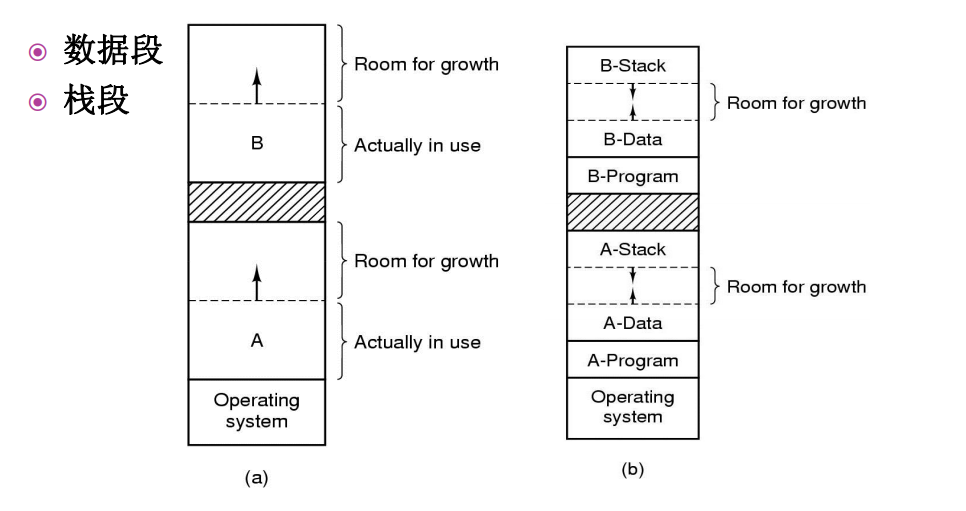 数据段
栈段
Room for growth
B
Actually in use
Room for growth
A
Actually in use
Operating
system
(a)
B-Stack
Room for growth
B-Data
B-Program
A-Stack
Room for growth
A-Data
A-Program
Operating
system
(b)